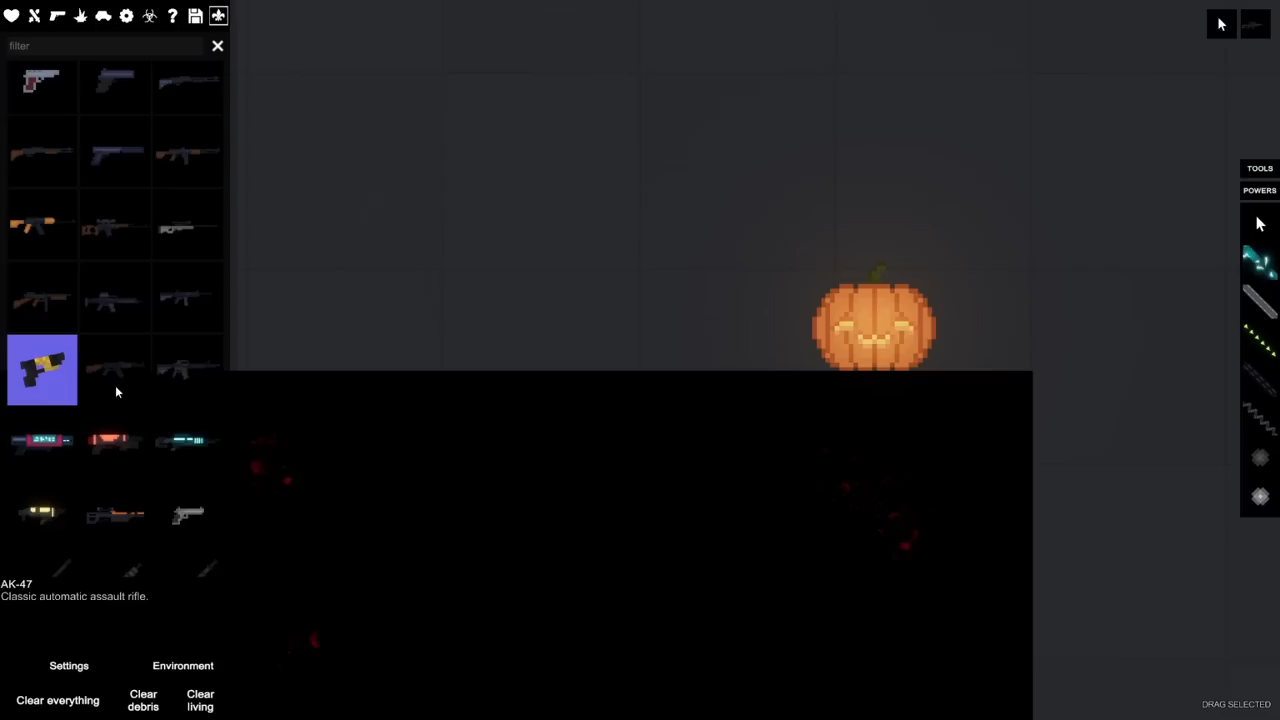 filter
TOOLS
POWERS
AK-47
Classic automatic assault rifle.
Settings
Environment
Clear everything
Clear
debris
Clear
living
DRAG SELECTED